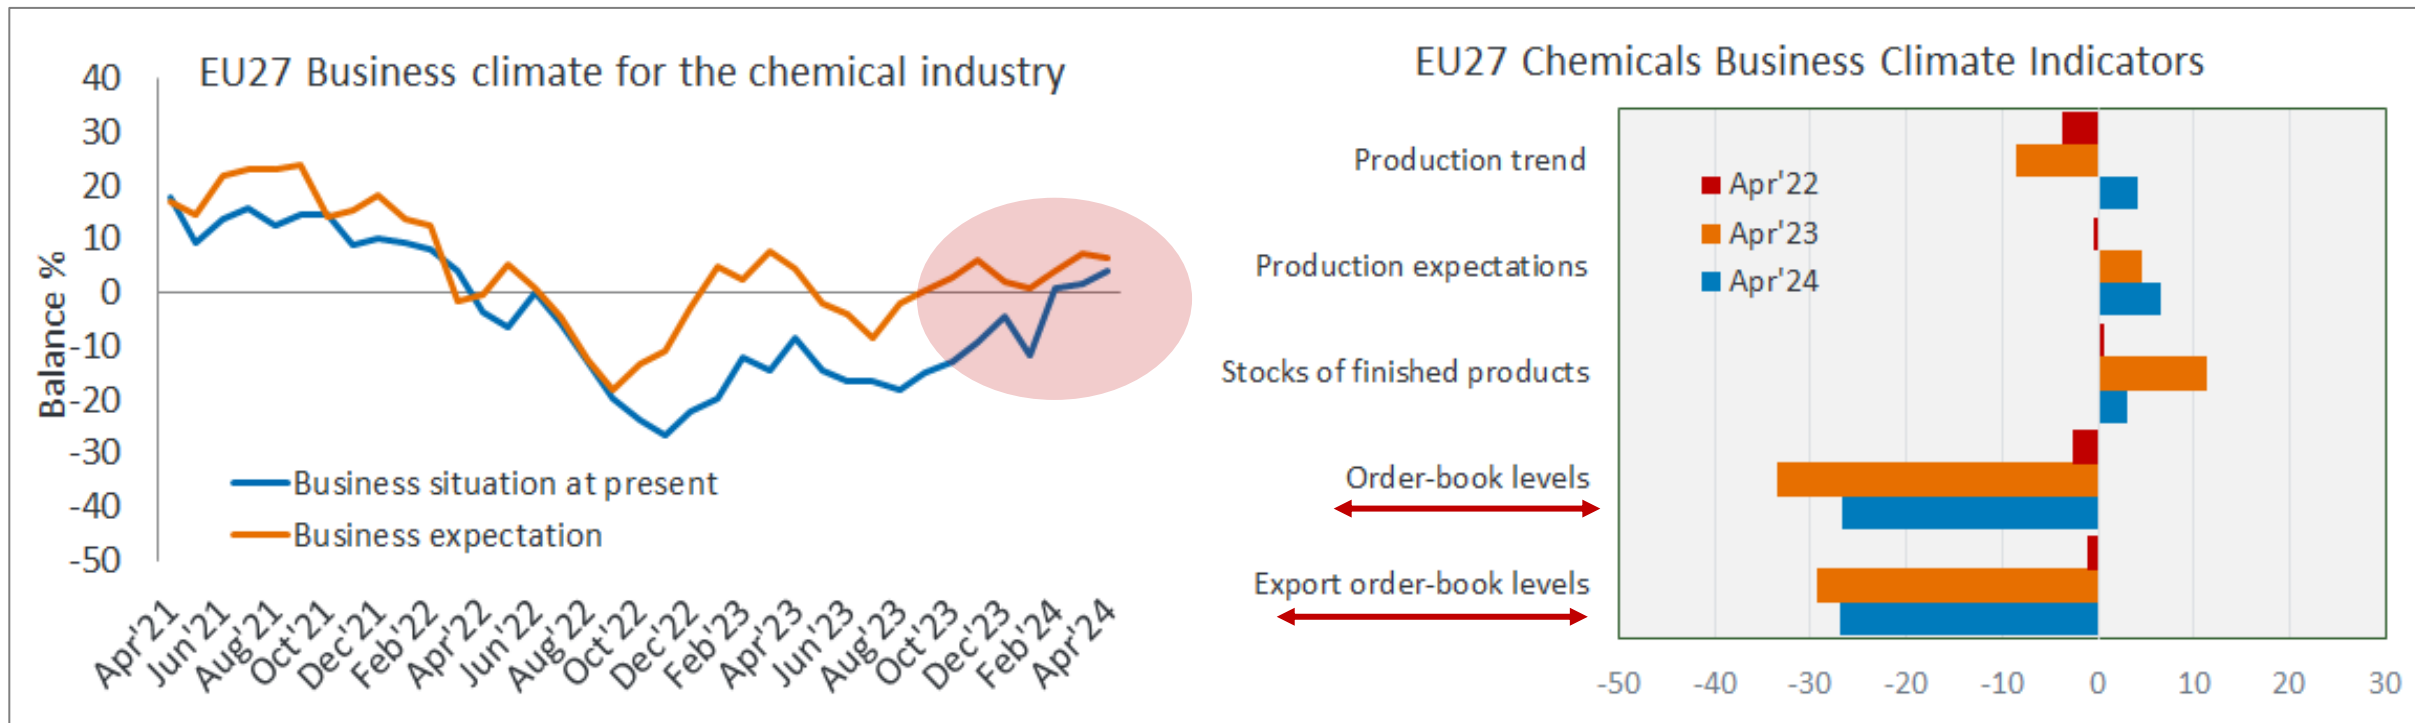 EU27 Business climate for the chemical industry
40
30
20
10
0
-10
-20
-30
-40
-50
Balance %
Business situation at present
Business expectation
Apr'21
Jun'21
Aug'21
Oct'21
Dec'21
Feb'22
Apr'22
Jun'22
Aug'22
Oct'22
Dec'22
Feb'23
Apr'23
Jun'23
Aug'23
Oct'23
Dec'23
Feb'24
Apr'24
EU27 Chemicals Business Climate Indicators
Production trend
Production expectations
Stocks of finished products
Order-book levels
Export order-book levels
Apr'22
Apr'23
Apr'24
-50
-40
-30
-20
-10
0
10
20
30